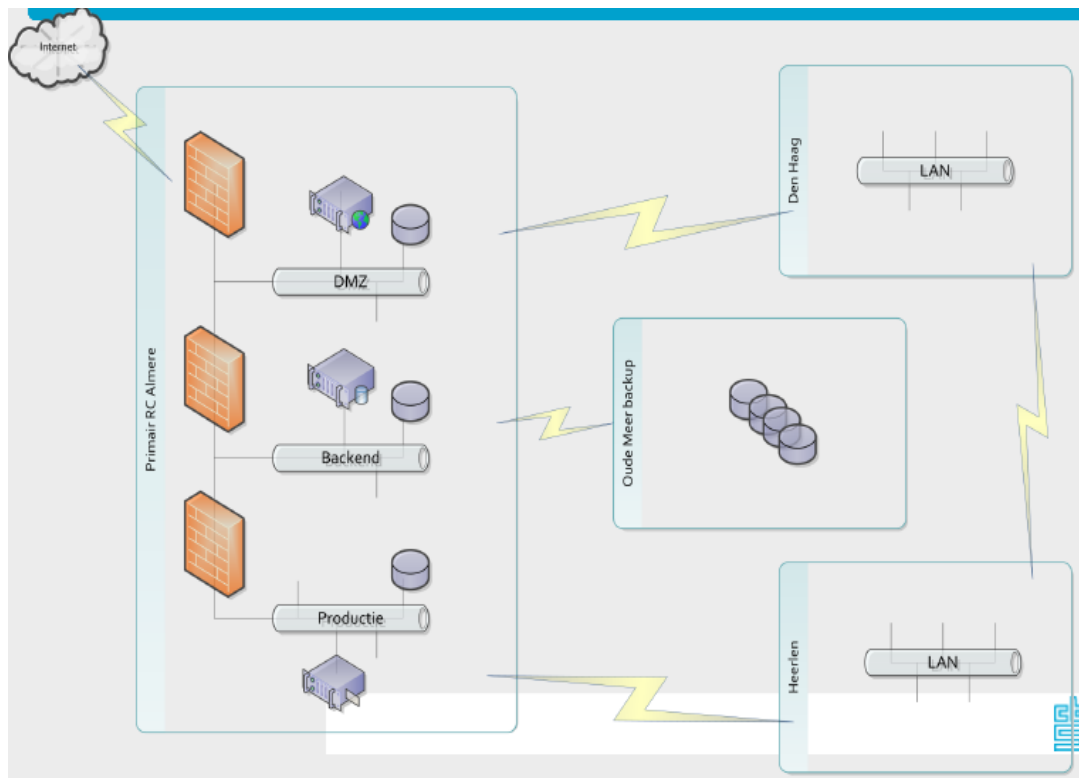 Internet
Primair RC Almere
DMZ
Backend
Productie
Den Haag
LAN
Oude Meer backup
Heerlen
LAN